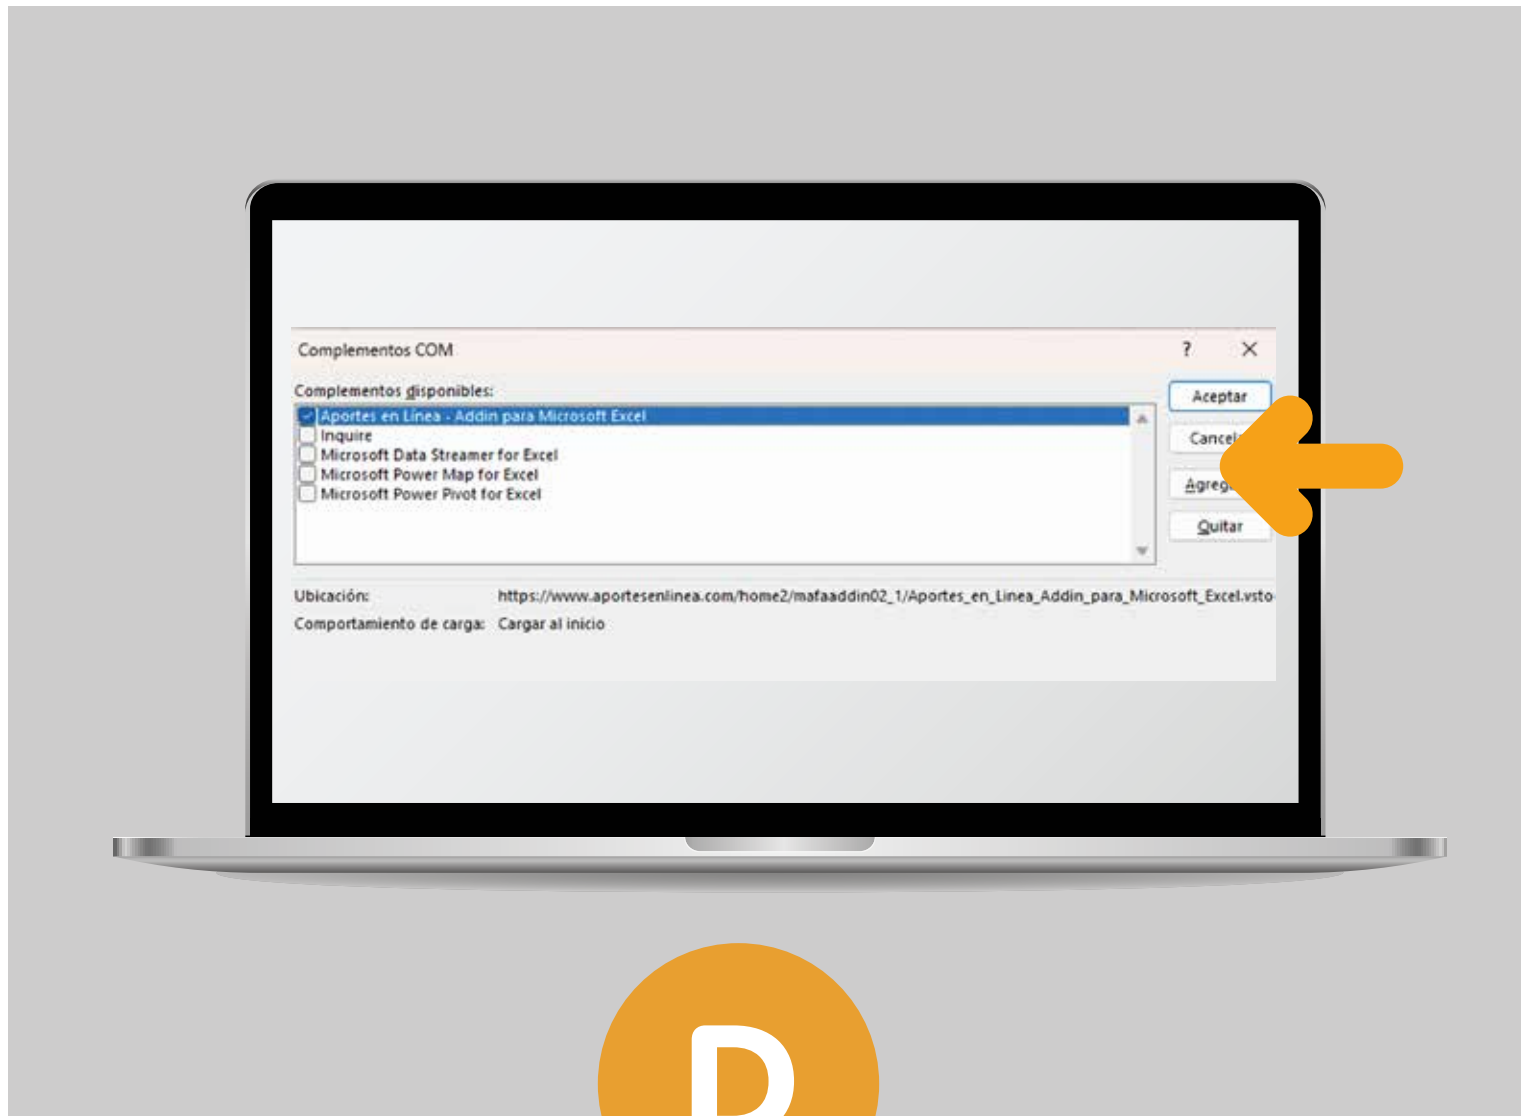 Complementos COM
?
Complementos disponibles:
Aceptar
Aportes en Línea - Addin para Microsoft Excel
Inquire
Microsoft Data Streamer for Excel
Microsoft Power Map for Excel
Microsoft Power Pivot for Excel
Quitar
Ubicación: https://www.aportesenlinea.com/home2/mafaaddin02_1/Aportes_en_Linea_Addin_para_Microsoft_Excel.vsto
Comportamiento de carga: Cargar al inicio